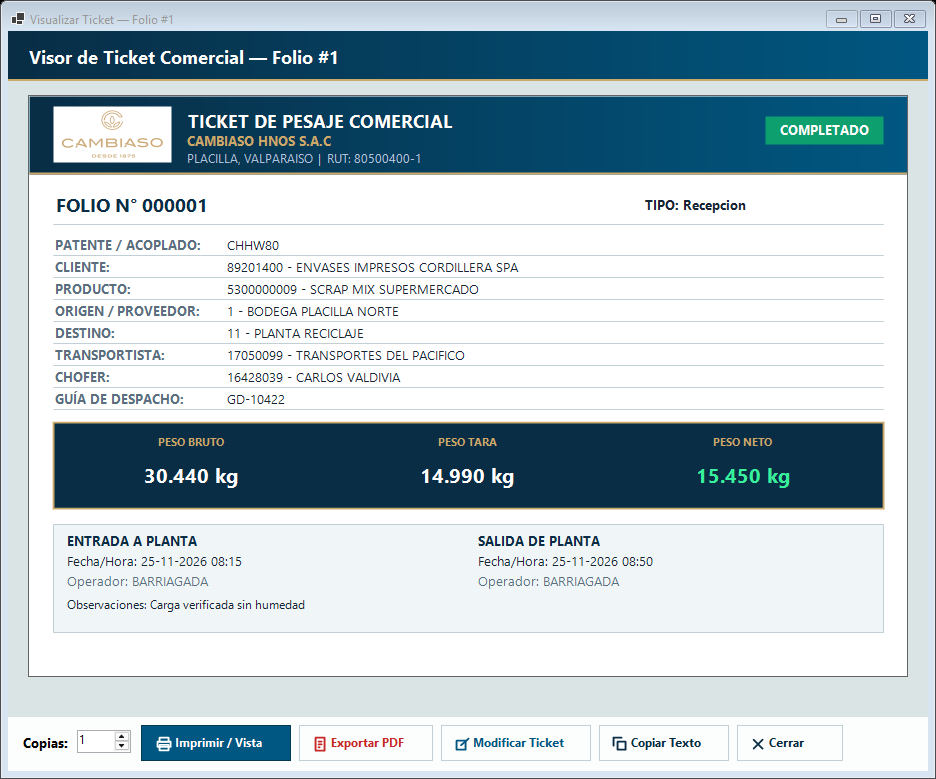 Visualizar Ticket — Folio #1
Visor de Ticket Comercial — Folio #1
CAMBIASO
DESDE 1876
TICKET DE PESAJE COMERCIAL
CAMBIASO HNOS S.A.C
PLACILLA, VALPARAISO | RUT: 80500400-1
COMPLETADO
FOLIO N° 000001
TIPO: Recepcion
PATENTE / ACOPLADO: CHHW80
CLIENTE: 89201400 - ENVASES IMPRESOS CORDILLERA SPA
PRODUCTO: 5300000009 - SCRAP MIX SUPERMERCADO
ORIGEN / PROVEEDOR: 1 - BODEGA PLACILLA NORTE
DESTINO: 11 - PLANTA RECICLAJE
TRANSPORTISTA: 17050099 - TRANSPORTES DEL PACIFICO
CHOFER: 16428039 - CARLOS VALDIVIA
GUÍA DE DESPACHO: GD-10422
PESO BRUTO PESO TARA PESO NETO
30.440 kg 14.990 kg 15.450 kg
ENTRADA A PLANTA
Fecha/Hora: 25-11-2026 08:15
Operador: BARRIAGADA
Observaciones: Carga verificada sin humedad
SALIDA DE PLANTA
Fecha/Hora: 25-11-2026 08:50
Operador: BARRIAGADA
Copias: 1 Imprimir / Vista Exportar PDF Modificar Ticket Copiar Texto Cerrar